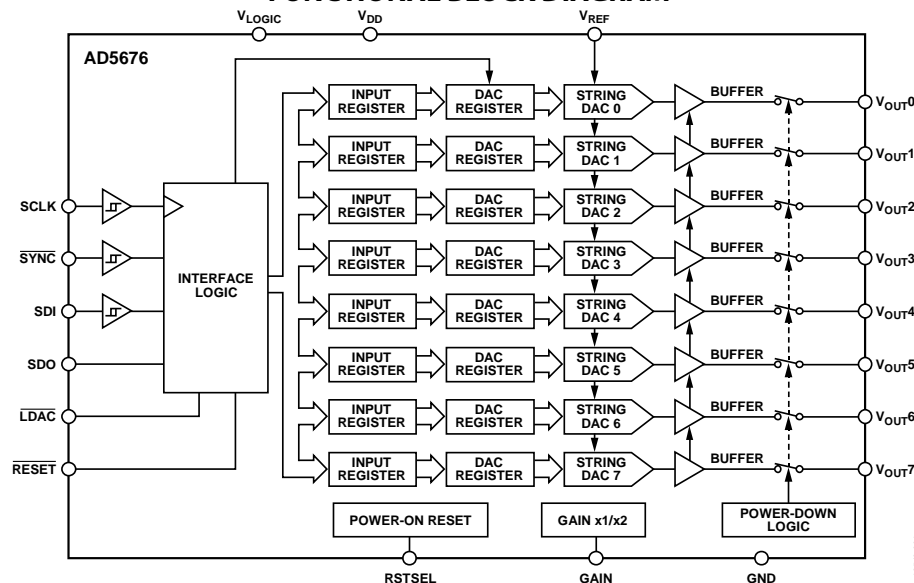 VLOGIC VDD VREF
AD5676
INPUT REGISTER DAC REGISTER STRING DAC 0 BUFFER VOUT0
INPUT REGISTER DAC REGISTER STRING DAC 1 BUFFER VOUT1
SCLK INPUT REGISTER DAC REGISTER STRING DAC 2 BUFFER VOUT2
SYNC INPUT REGISTER DAC REGISTER STRING DAC 3 BUFFER VOUT3
INTERFACE LOGIC
SDI INPUT REGISTER DAC REGISTER STRING DAC 4 BUFFER VOUT4
SDO INPUT REGISTER DAC REGISTER STRING DAC 5 BUFFER VOUT5
LDAC INPUT REGISTER DAC REGISTER STRING DAC 6 BUFFER VOUT6
RESET INPUT REGISTER DAC REGISTER STRING DAC 7 BUFFER VOUT7
POWER-ON RESET GAIN x1/x2 POWER-DOWN LOGIC
RSTSEL GAIN GND